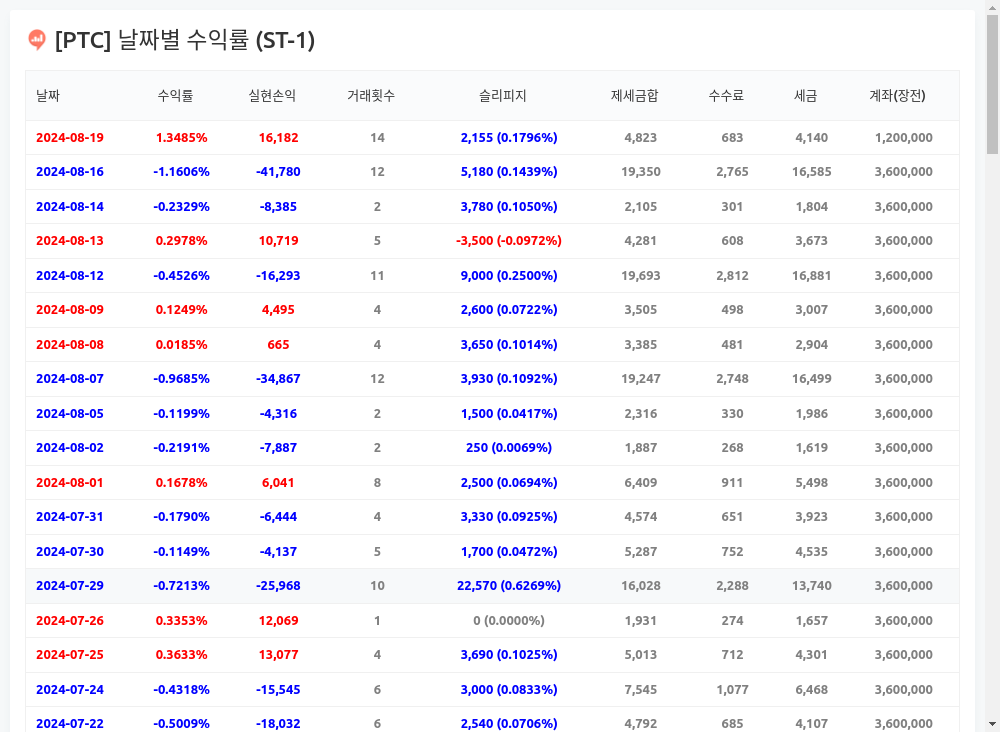 [PTC] 날짜별 수익률 (ST-1)
날짜 수익률 실현손익 거래횟수 슬리피지 제세금합 수수료 세금 계좌(장전)
2024-08-19 1.3485% 16,182 14 2,155 (0.1796%) 4,823 683 4,140 1,200,000
2024-08-16 -1.1606% -41,780 12 5,180 (0.1439%) 19,350 2,765 16,585 3,600,000
2024-08-14 -0.2329% -8,385 2 3,780 (0.1050%) 2,105 301 1,804 3,600,000
2024-08-13 0.2978% 10,719 5 -3,500 (-0.0972%) 4,281 608 3,673 3,600,000
2024-08-12 -0.4526% -16,293 11 9,000 (0.2500%) 19,693 2,812 16,881 3,600,000
2024-08-09 0.1249% 4,495 4 2,600 (0.0722%) 3,505 498 3,007 3,600,000
2024-08-08 0.0185% 665 4 3,650 (0.1014%) 3,385 481 2,904 3,600,000
2024-08-07 -0.9685% -34,867 12 3,930 (0.1092%) 19,247 2,748 16,499 3,600,000
2024-08-05 -0.1199% -4,316 2 1,500 (0.0417%) 2,316 330 1,986 3,600,000
2024-08-02 -0.2191% -7,887 2 250 (0.0069%) 1,887 268 1,619 3,600,000
2024-08-01 0.1678% 6,041 8 2,500 (0.0694%) 6,409 911 5,498 3,600,000
2024-07-31 -0.1790% -6,444 4 3,330 (0.0925%) 4,574 651 3,923 3,600,000
2024-07-30 -0.1149% -4,137 5 1,700 (0.0472%) 5,287 752 4,535 3,600,000
2024-07-29 -0.7213% -25,968 10 22,570 (0.6269%) 16,028 2,288 13,740 3,600,000
2024-07-26 0.3353% 12,069 1 0 (0.0000%) 1,931 274 1,657 3,600,000
2024-07-25 0.3633% 13,077 4 3,690 (0.1025%) 5,013 712 4,301 3,600,000
2024-07-24 -0.4318% -15,545 6 3,000 (0.0833%) 7,545 1,077 6,468 3,600,000
2024-07-22 -0.5009% -18,032 6 2,540 (0.0706%) 4,792 685 4,107 3,600,000